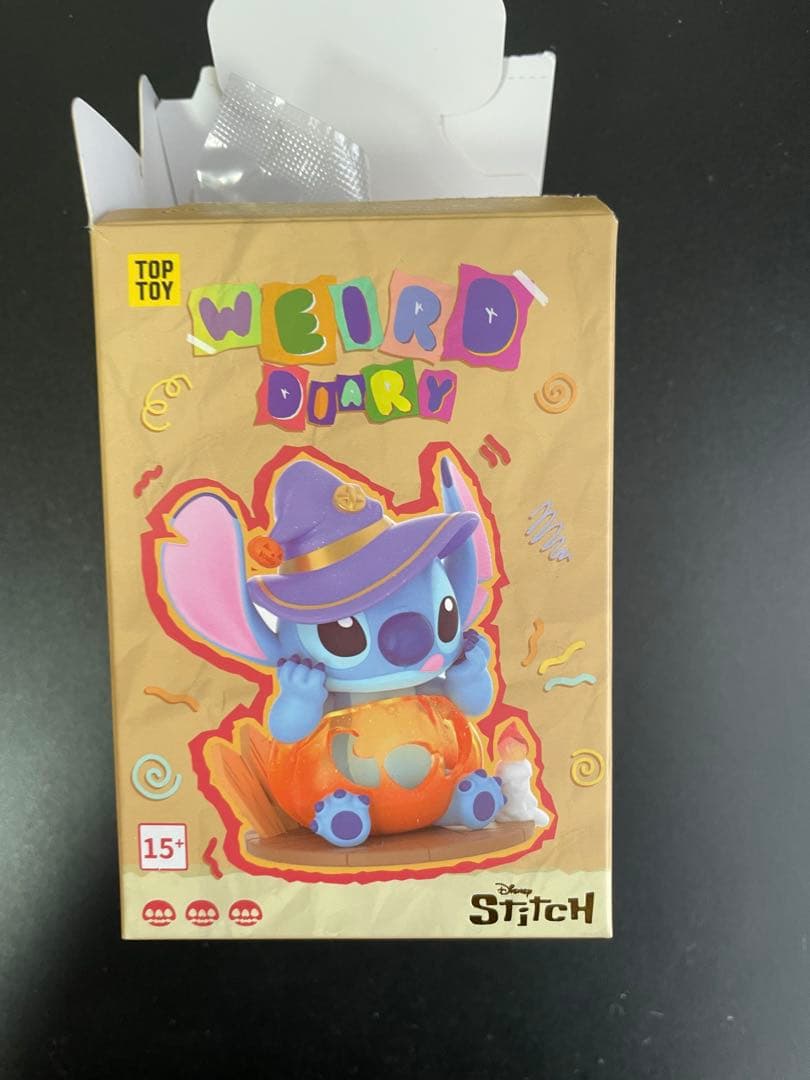 TOP
TOY
WEIRD
DIARY
15+
Disney
STitCH